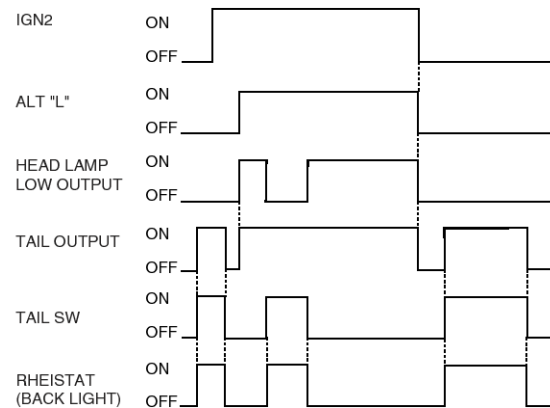 IGN2
ON
OFF
ALT "L"
ON
OFF
HEAD LAMP
LOW OUTPUT
ON
OFF
TAIL OUTPUT
ON
OFF
TAIL SW
ON
OFF
RHEISTAT
(BACK LIGHT)
ON
OFF